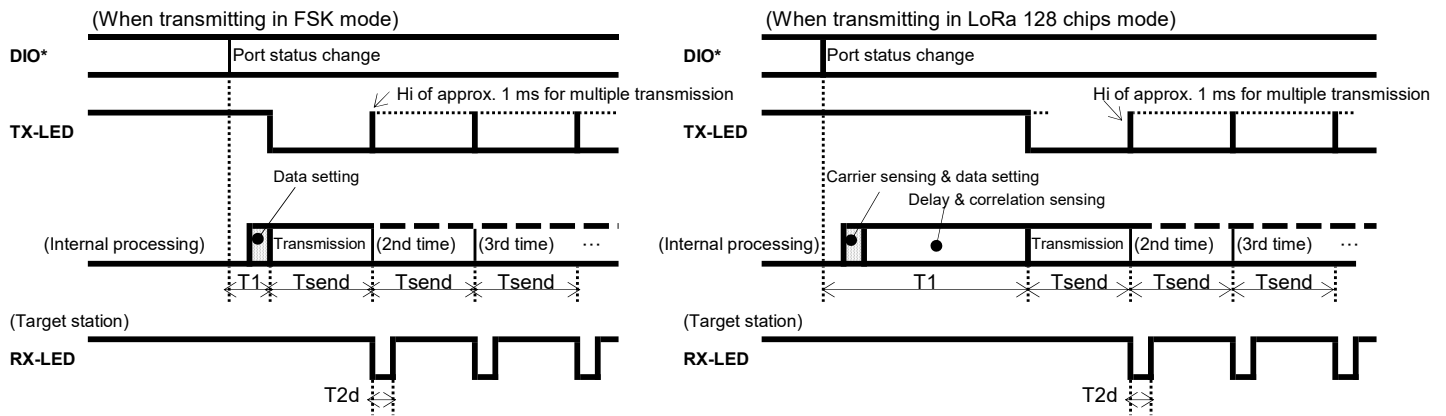 (When transmitting in FSK mode)
DIO*
Port status change
Hi of approx. 1 ms for multiple transmission
TX-LED
Data setting
(Internal processing)
Transmission
(2nd time)
(3rd time)
...
T1
Tsend
Tsend
Tsend
(Target station)
RX-LED
T2d
(When transmitting in LoRa 128 chips mode)
DIO*
Port status change
Hi of approx. 1 ms for multiple transmission
TX-LED
Carrier sensing & data setting
Delay & correlation sensing
(Internal processing)
Transmission
(2nd time)
(3rd time)
...
T1
Tsend
Tsend
Tsend
(Target station)
RX-LED
T2d